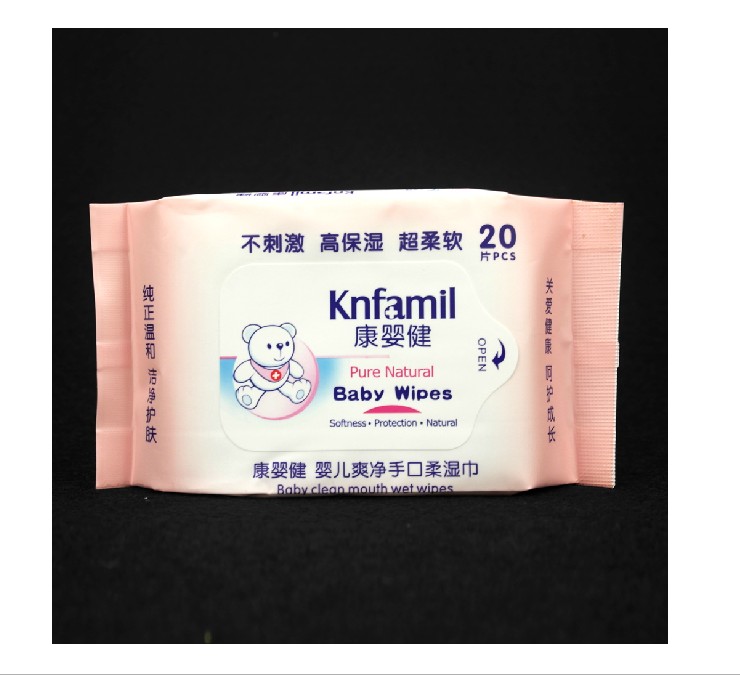 不刺激 高保湿 超柔软
20
片PCS
Knfamil
康婴健
OPEN
Pure Natural
Baby Wipes
Softness • Protection • Natural
纯正温和 洁净护肤
关爱健康 呵护成长
康婴健 婴儿爽净手口柔湿巾
Baby clean mouth wet wipes